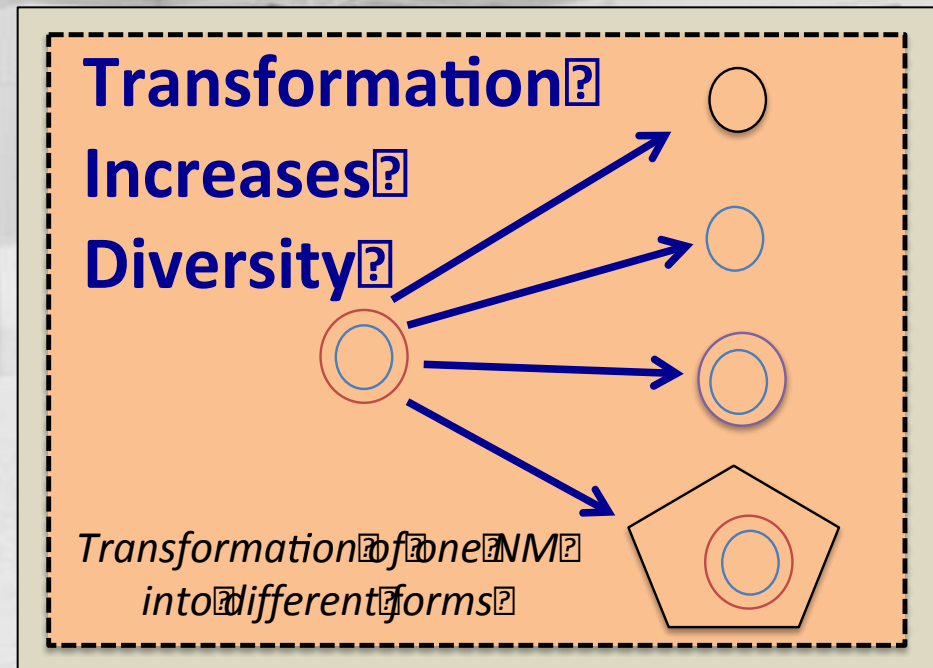 Transformation⍰
Increases⍰
Diversity⍰
Transformation⍰of⍰one⍰NM⍰
into⍰different⍰forms⍰